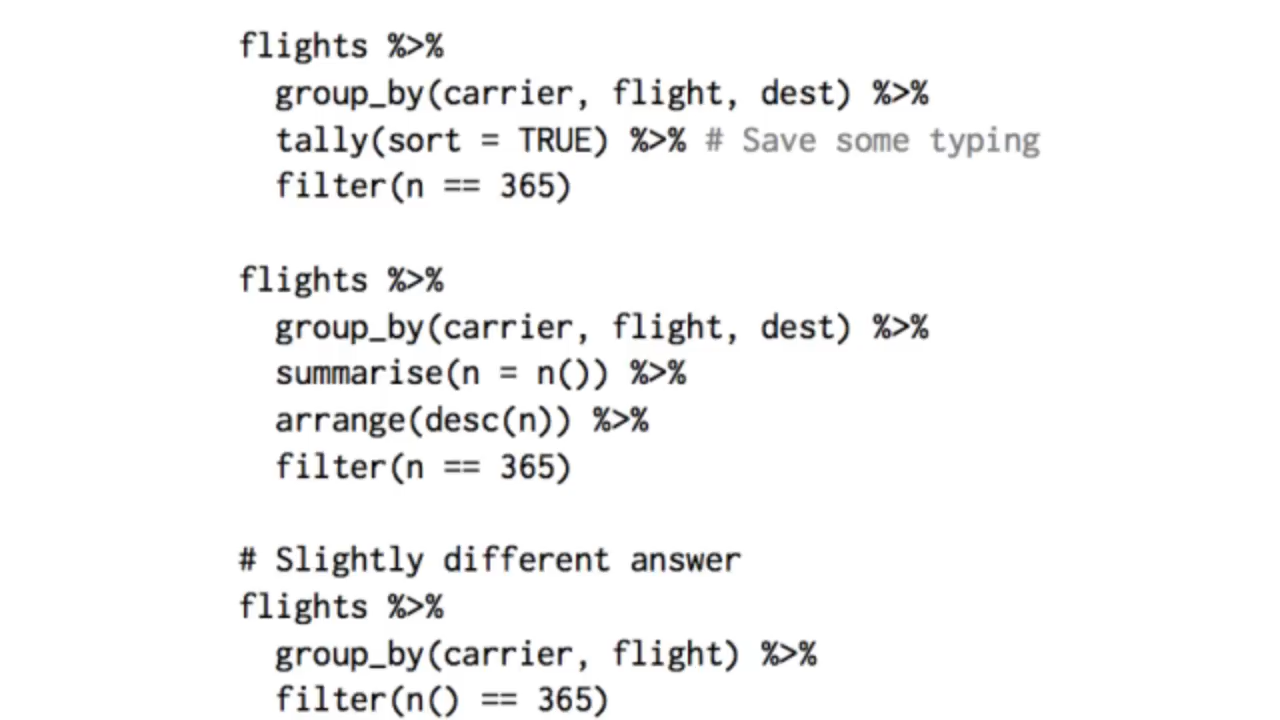 flights %>%
  group_by(carrier, flight, dest) %>%
  tally(sort = TRUE) %>% # Save some typing
  filter(n == 365)

flights %>%
  group_by(carrier, flight, dest) %>%
  summarise(n = n()) %>%
  arrange(desc(n)) %>%
  filter(n == 365)

# Slightly different answer
flights %>%
  group_by(carrier, flight) %>%
  filter(n() == 365)